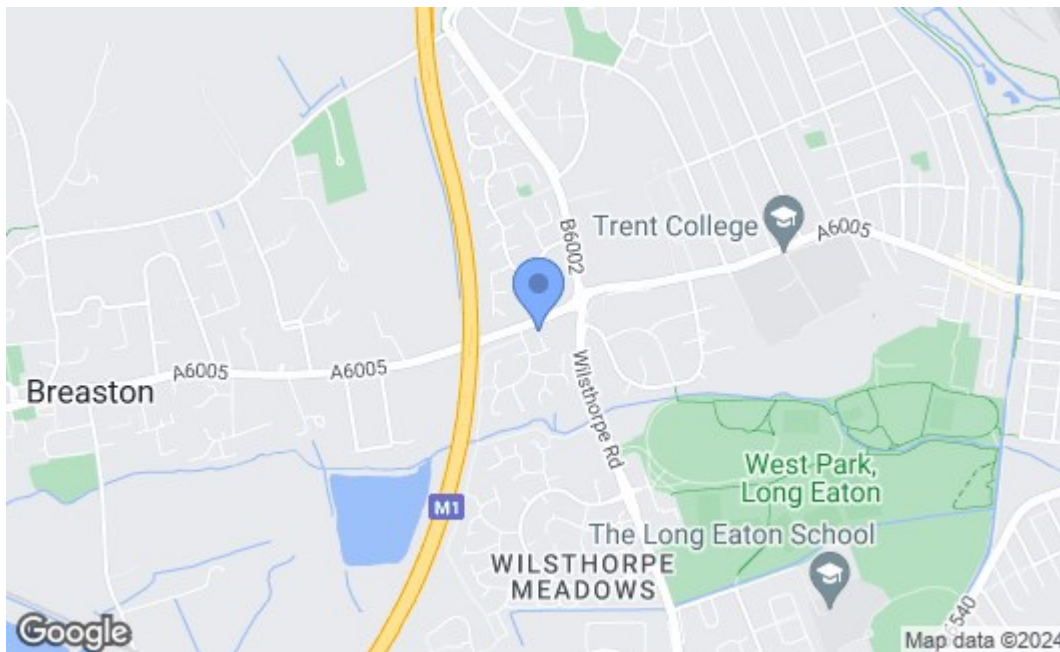 B6002
Trent College
A6005
A6005
A6005
Breaston
Wilsthorpe Rd
West Park,
Long Eaton
M1
The Long Eaton School
WILSTHORPE
MEADOWS
6540
Google
Map data ©2024